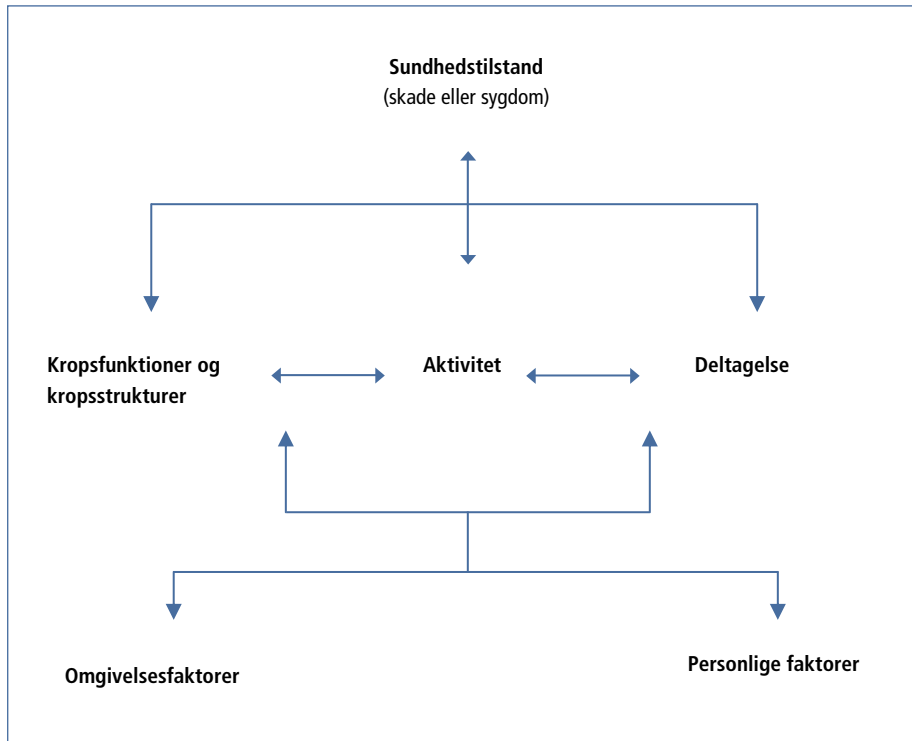 Sundhedstilstand
(skade eller sygdom)
Kropsfunktioner og
kropsstrukturer
Aktivitet
Deltagelse
Omgivelsesfaktorer
Personlige faktorer